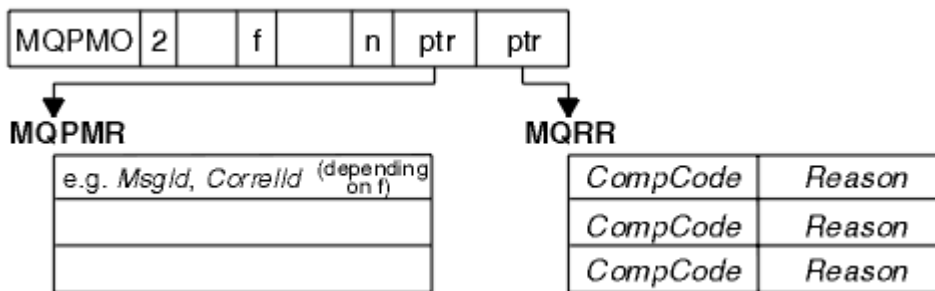 MQPMO 2 f n ptr ptr
MQPMR MQRR
e.g. MsgId, CorrelId (depending on f) CompCode Reason
CompCode Reason
CompCode Reason